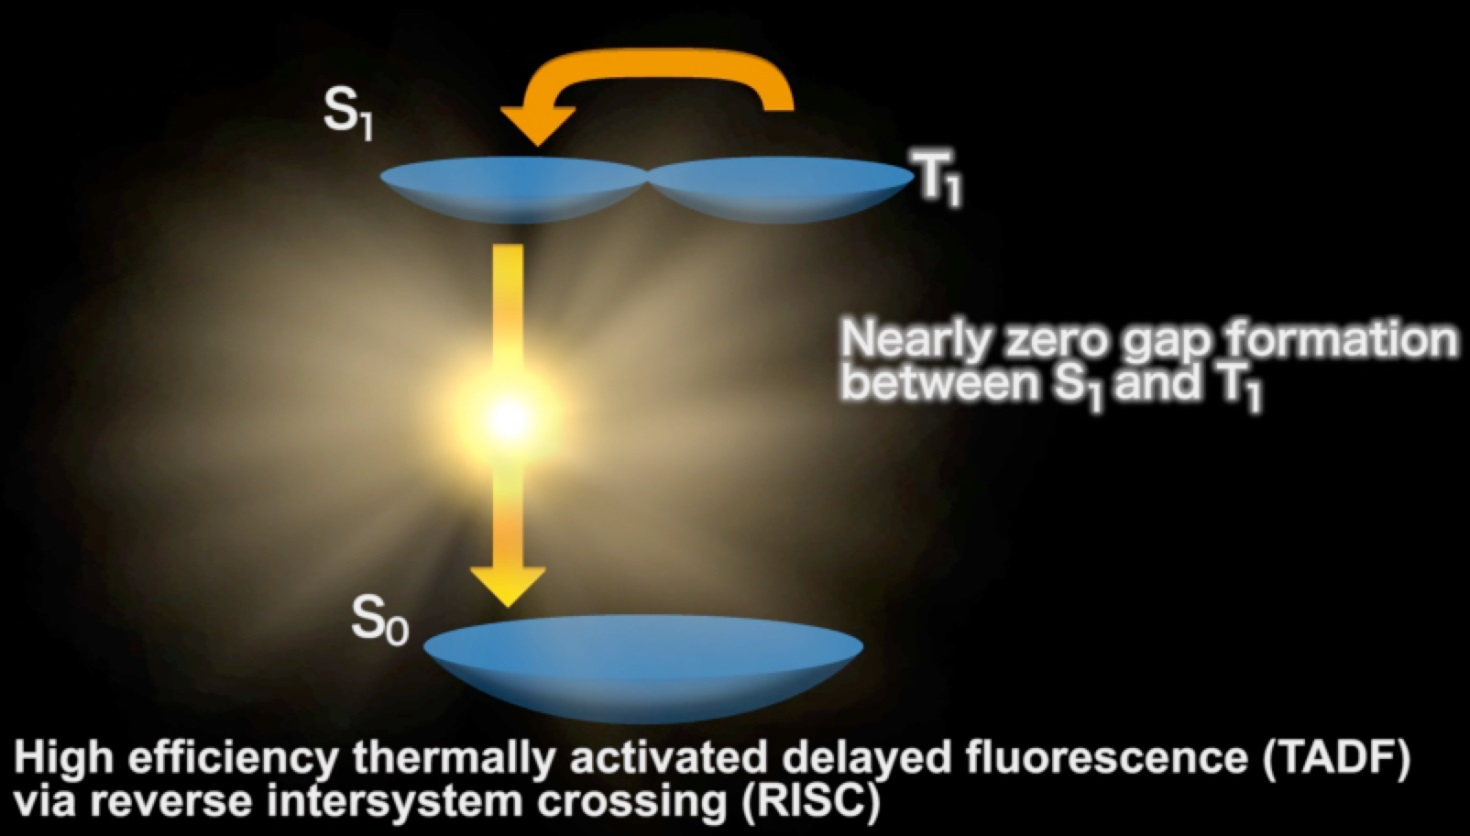 S₁
T₁
Nearly zero gap formation
between S₁ and T₁
S₀
High efficiency thermally activated delayed fluorescence (TADF)
via reverse intersystem crossing (RISC)